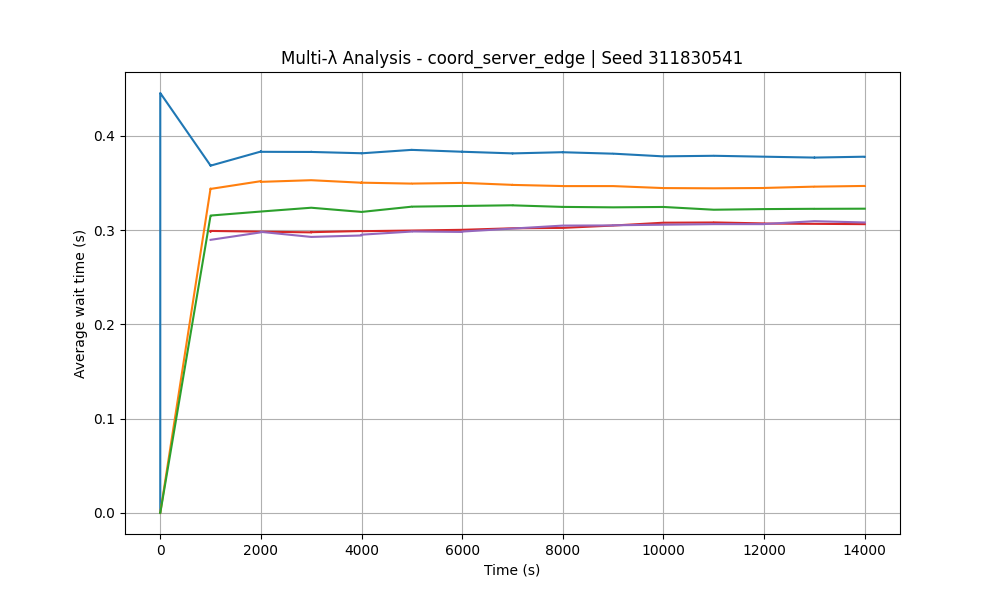 Multi-λ Analysis - coord_server_edge | Seed 311830541
Average wait time (s)
0.4
0.3
0.2
0.1
0.0
0 2000 4000 6000 8000 10000 12000 14000
Time (s)